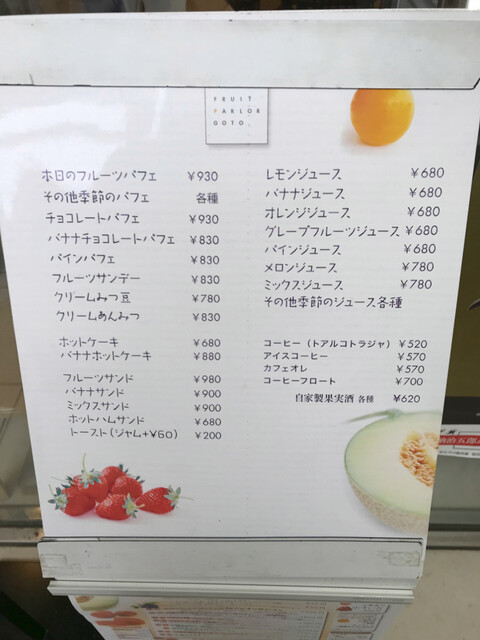 FRUIT
PARLOR
GOTO.
本日のフルーツパフェ ¥930
その他季節のパフェ 各種
チョコレートパフェ ¥930
バナナチョコレートパフェ ¥830
パインパフェ ¥830
フルーツサンデー ¥830
クリームみつ豆 ¥780
クリームあんみつ ¥830
ホットケーキ ¥680
バナナホットケーキ ¥880
フルーツサンド ¥980
バナナサンド ¥900
ミックスサンド ¥900
ホットハムサンド ¥680
トースト(ジャム+¥60) ¥200
レモンジュース ¥680
バナナジュース ¥680
オレンジジュース ¥680
グレープフルーツジュース ¥680
パインジュース ¥680
メロンジュース ¥780
ミックスジュース ¥780
その他季節のジュース各種
コーヒー(トアルコトラジャ) ¥520
アイスコーヒー ¥570
カフェオレ ¥570
コーヒーフロート ¥700
自家製果実酒 各種 ¥620